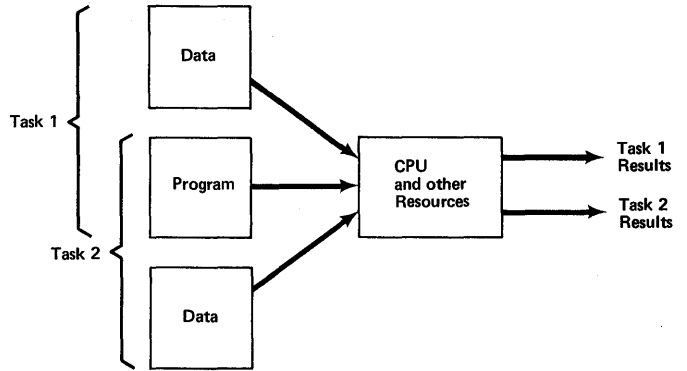 Data
Task 1
Program
CPU
and other
Resources
Task 1
Results
Task 2
Results
Task 2
Data